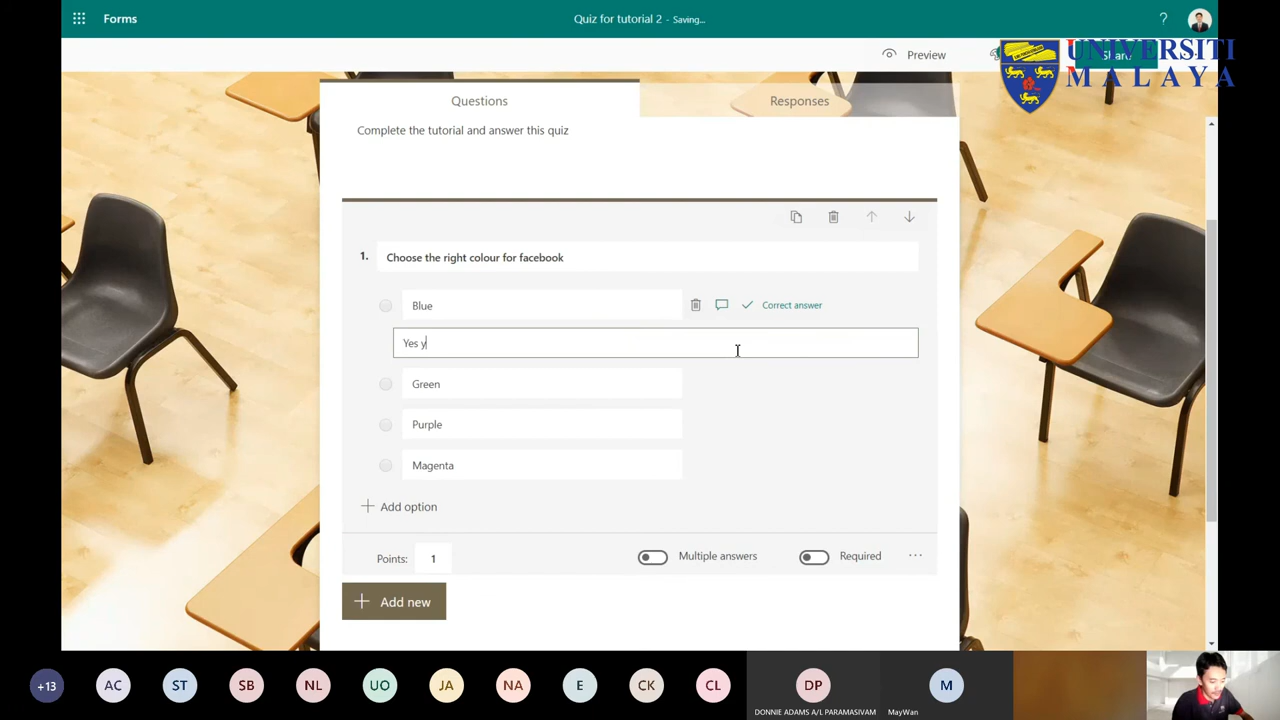 Forms
Quiz for tutorial 2 - Saving...
?
Preview
UNIVERSITI
MALAYA
Share
Questions
Responses
Complete the tutorial and answer this quiz
1.
Choose the right colour for facebook
Blue
Correct answer
Yes y
Green
Purple
Magenta
Add option
Points: 1
Multiple answers
Required
...
Add new
+13
AC
ST
SB
NL
UO
JA
NA
E
CK
CL
DP
M
DONNIE ADAMS A/L PARAMASIVAM
MayWan